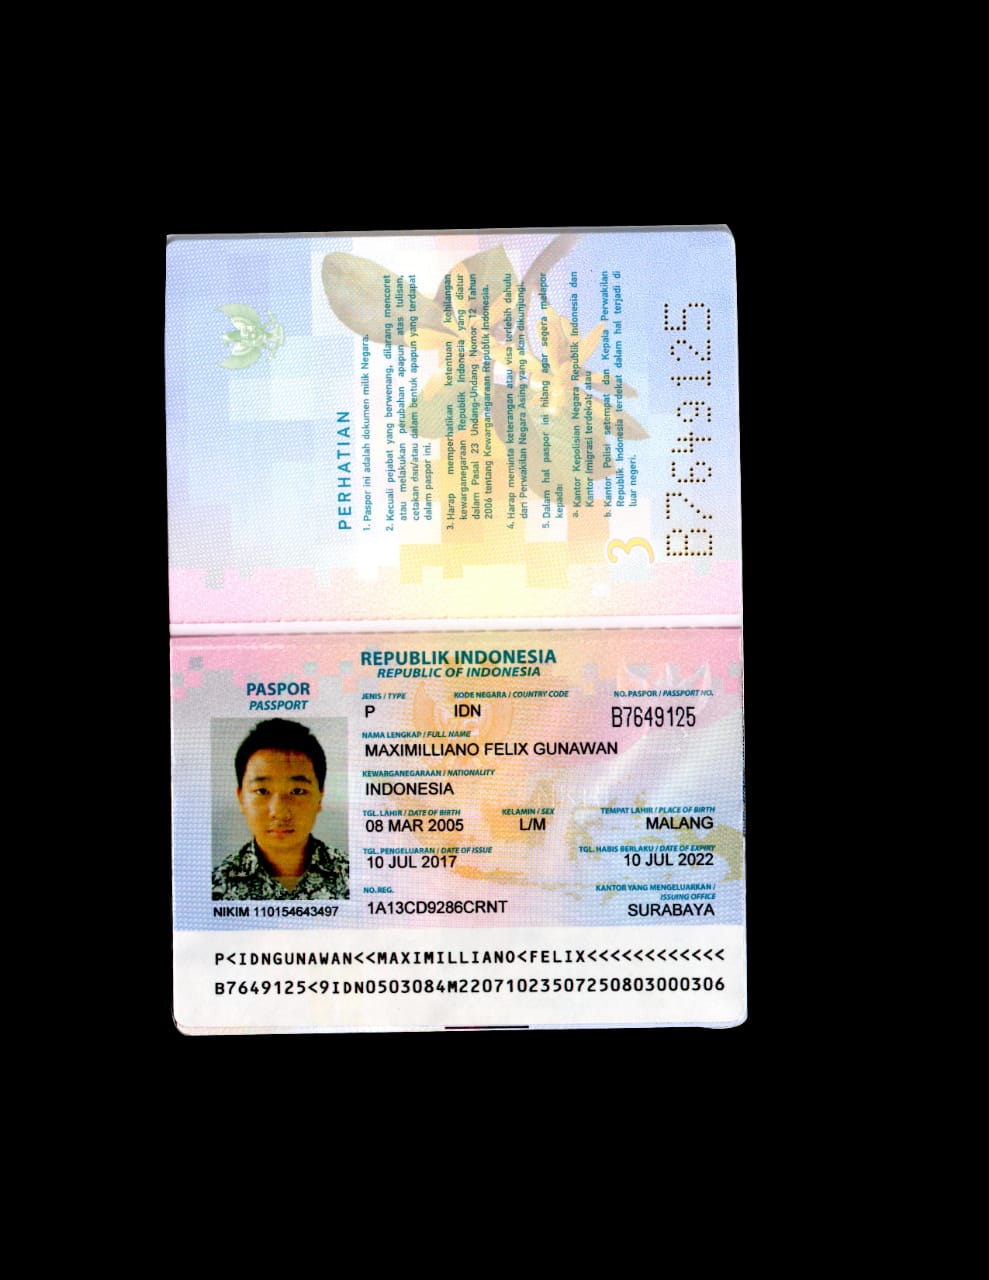 PERHATIAN
1. Paspor ini adalah dokumen milik Negara.
2. Kecuali pejabat yang berwenang, dilarang mencoret
atau melakukan perubahan apapun atas tulisan,
cetakan dan/atau dalam bentuk apapun yang terdapat
dalam paspor ini.
3. Harap memperhatikan ketentuan kehilangan
kewarganegaraan Republik Indonesia yang diatur
dalam Pasal 23 Undang-Undang Nomor 12 Tahun
2006 tentang Kewarganegaraan Republik Indonesia.
4. Harap meminta keterangan atau visa terlebih dahulu
dari Perwakilan Negara Asing yang akan dikunjungi.
5. Dalam hal paspor ini hilang agar segera melapor
kepada:
a. Kantor Kepolisian Negara Republik Indonesia dan
Kantor Imigrasi terdekat; atau
b. Kantor Polisi setempat dan Kepala Perwakilan
Republik Indonesia terdekat dalam hal terjadi di
luar negeri.
3
B7649125
REPUBLIK INDONESIA
REPUBLIC OF INDONESIA
PASPOR
PASSPORT
JENIS / TYPE KODE NEGARA / COUNTRY CODE NO. PASPOR / PASSPORT NO.
P IDN B7649125
NAMA LENGKAP / FULL NAME
MAXIMILLIANO FELIX GUNAWAN
KEWARGANEGARAAN / NATIONALITY
INDONESIA
TGL. LAHIR / DATE OF BIRTH KELAMIN / SEX TEMPAT LAHIR / PLACE OF BIRTH
08 MAR 2005 L/M MALANG
TGL. PENGELUARAN / DATE OF ISSUE TGL. HABIS BERLAKU / DATE OF EXPIRY
10 JUL 2017 10 JUL 2022
NO. REG. KANTOR YANG MENGELUARKAN /
ISSUING OFFICE
1A13CD9286CRNT SURABAYA
NIKIM 110154643497
P<IDNGUNAWAN<<MAXIMILLIANO<FELIX<<<<<<<<<<<<
B7649125<9IDN0503084M22071023507250803000306